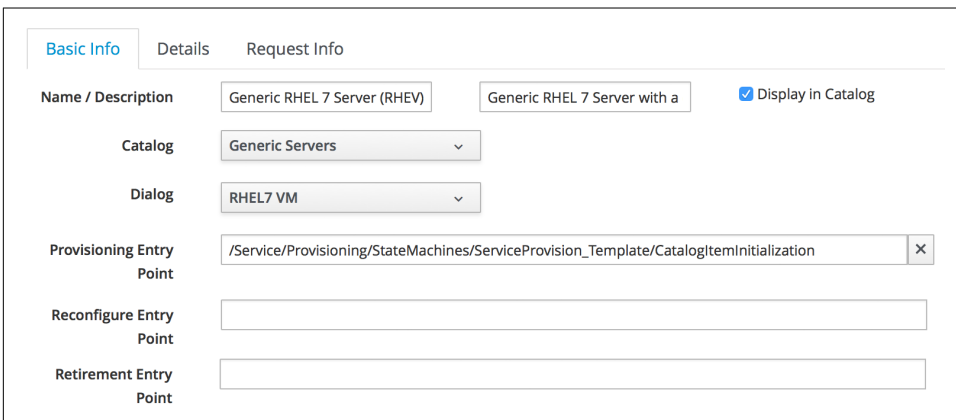 Basic Info Details Request Info
Name / Description Generic RHEL 7 Server (RHEV) Generic RHEL 7 Server with a Display in Catalog
Catalog Generic Servers
Dialog RHEL7 VM
Provisioning Entry /Service/Provisioning/StateMachines/ServiceProvision_Template/CatalogItemInitialization
Point
Reconfigure Entry
Point
Retirement Entry
Point